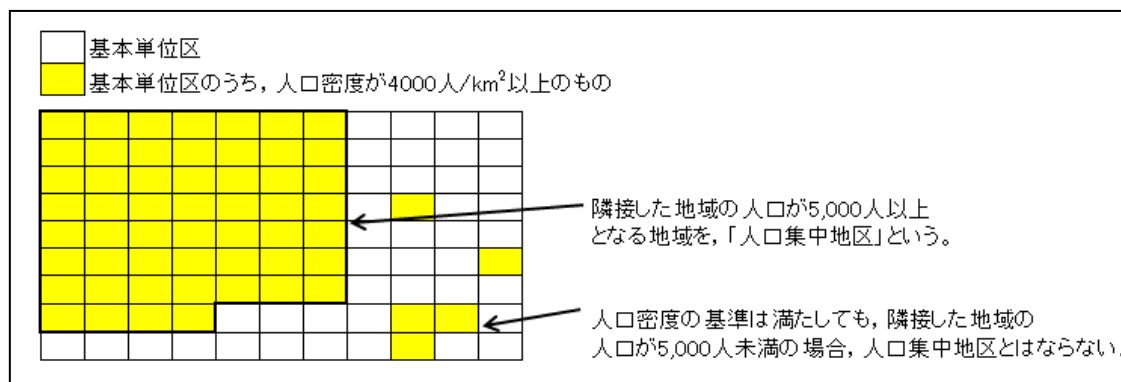 基本単位区
基本単位区のうち，人口密度が4000人/km²以上のもの
隣接した地域の人口が5,000人以上
となる地域を，「人口集中地区」という。
人口密度の基準は満たしても，隣接した地域の
人口が5,000人未満の場合，人口集中地区とはならない。